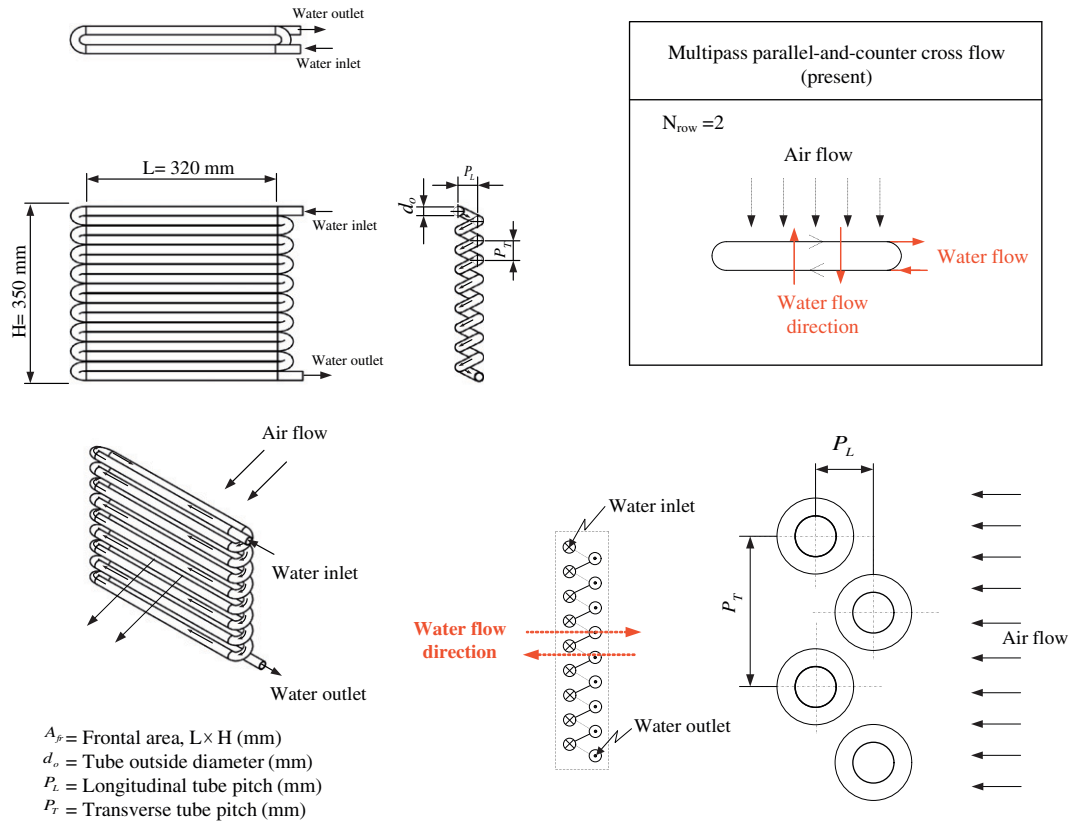 Water outlet
Water inlet
L= 320 mm
H= 350 mm
Water inlet
Water outlet
d_o
P_L
P_T
Multipass parallel-and-counter cross flow
(present)
N_row =2
Air flow
Water flow
Water flow
direction
Air flow
Water inlet
Water outlet
Water inlet
Water flow
direction
Water outlet
P_L
P_T
Air flow
A_fr = Frontal area, L× H (mm)
d_o = Tube outside diameter (mm)
P_L = Longitudinal tube pitch (mm)
P_T = Transverse tube pitch (mm)